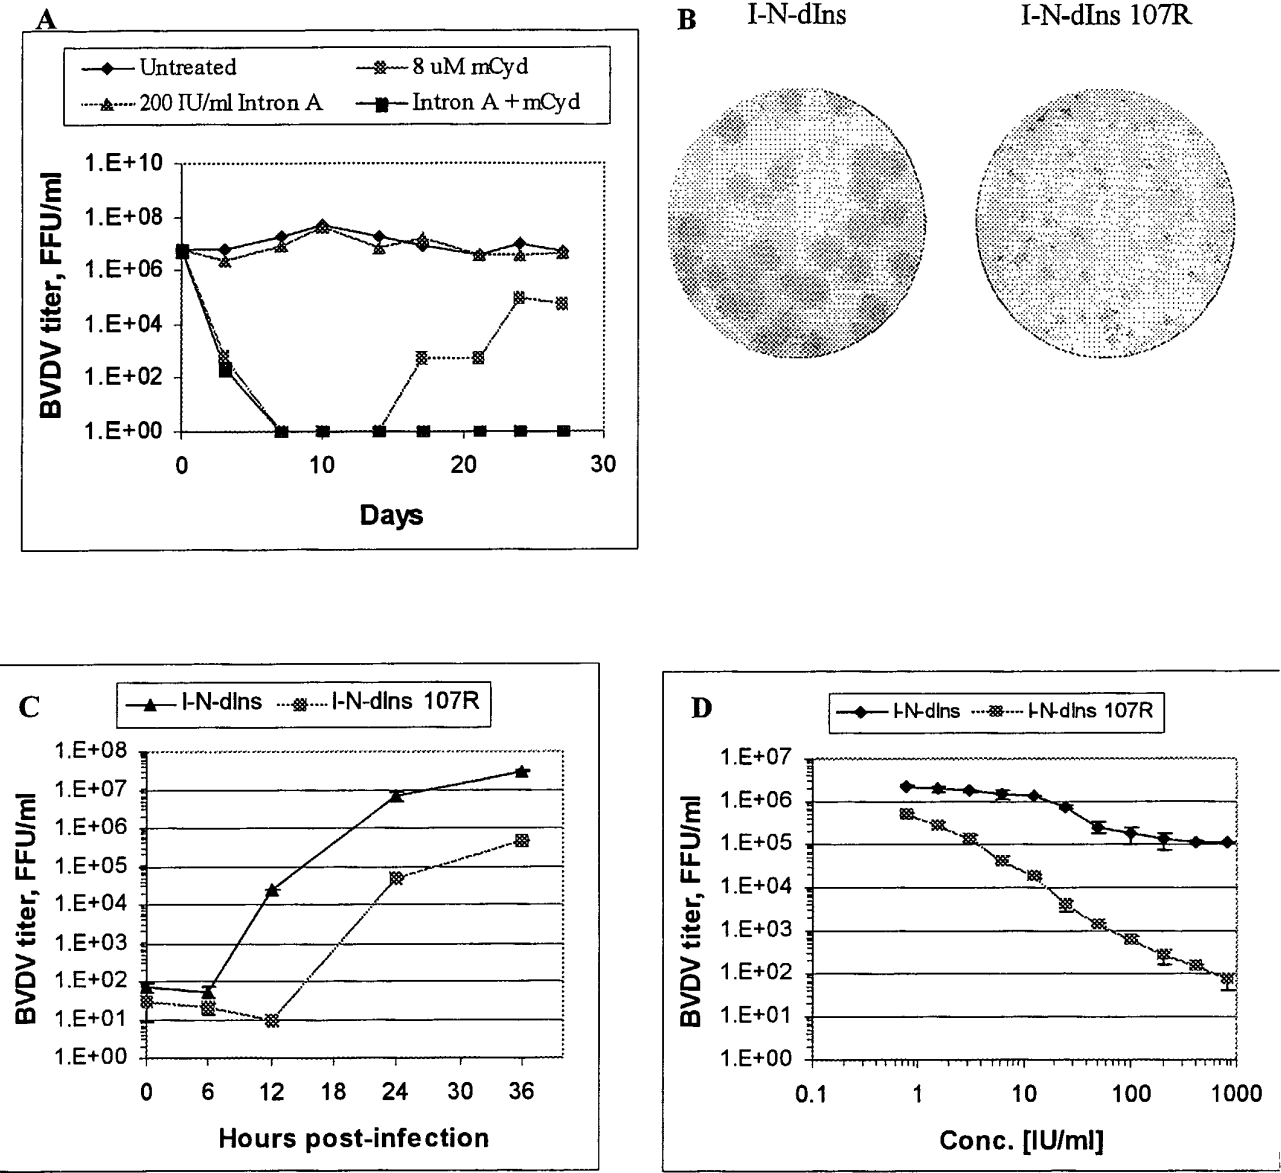 A
Untreated
8 uM mCyd
200 IU/ml Intron A
Intron A + mCyd
BVDV titer, FFU/ml
1.E+10
1.E+08
1.E+06
1.E+04
1.E+02
1.E+00
0 10 20 30
Days
B
I-N-dIns
I-N-dIns 107R
C
I-N-dIns
I-N-dIns 107R
BVDV titer, FFU/ml
1.E+08
1.E+07
1.E+06
1.E+05
1.E+04
1.E+03
1.E+02
1.E+01
1.E+00
0 6 12 18 24 30 36
Hours post-infection
D
I-N-dIns
I-N-dIns 107R
BVDV titer, FFU/ml
1.E+07
1.E+06
1.E+05
1.E+04
1.E+03
1.E+02
1.E+01
1.E+00
0.1 1 10 100 1000
Conc. [IU/ml]